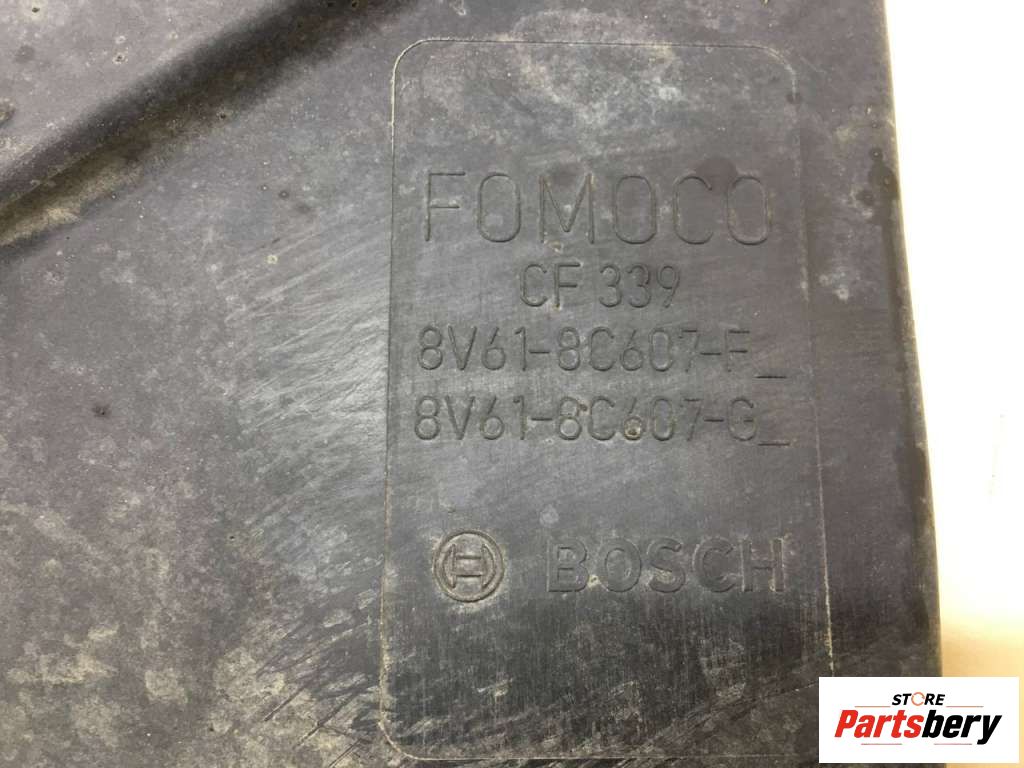 FOMOCO
CF 339
8V61-8C607-F_
8V61-8C607-G_
BOSCH
STORE
Partsbery